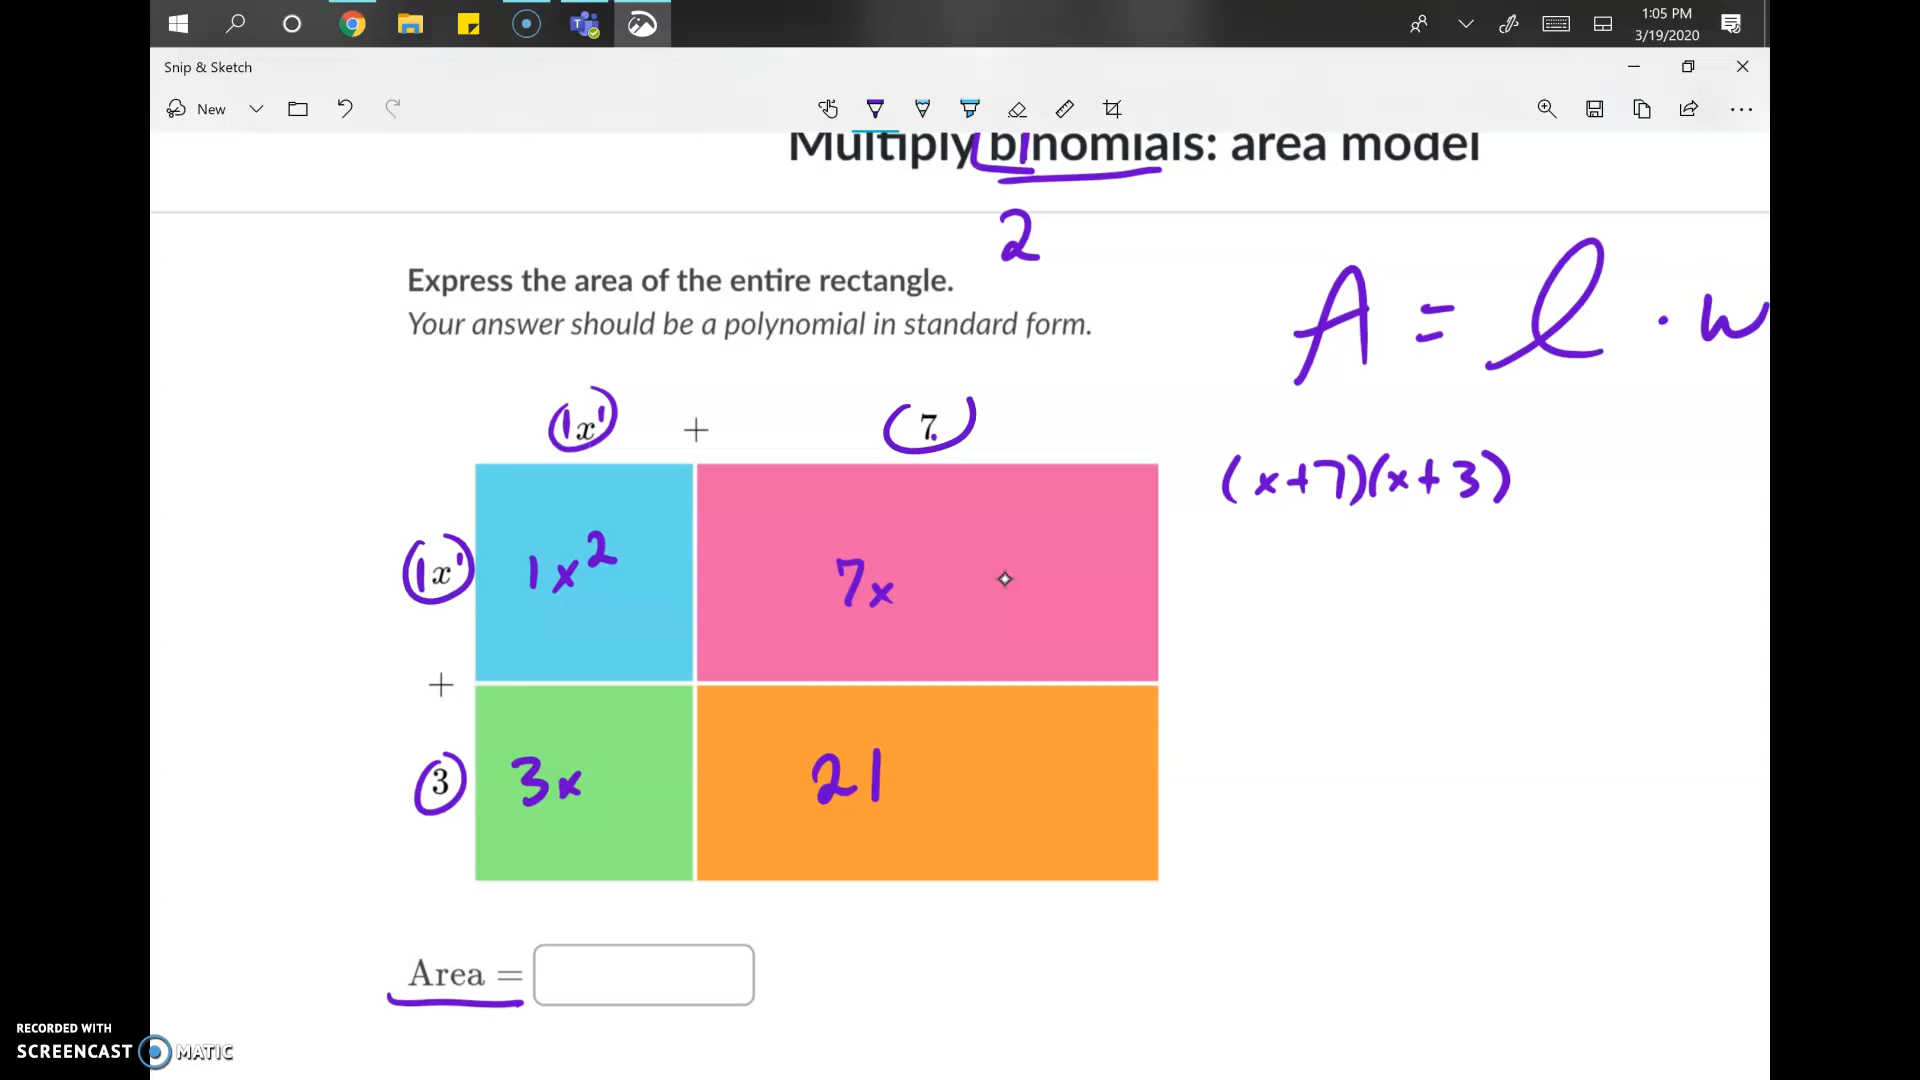 1:05 PM
3/19/2020
Snip & Sketch
New
Multiply binomials: area model
2
Express the area of the entire rectangle.
Your answer should be a polynomial in standard form.
A = l · w
1x¹ + 7
(x+7)(x+3)
1x¹ 1x² 7x
+
3 3x 21
Area =
RECORDED WITH
SCREENCAST MATIC